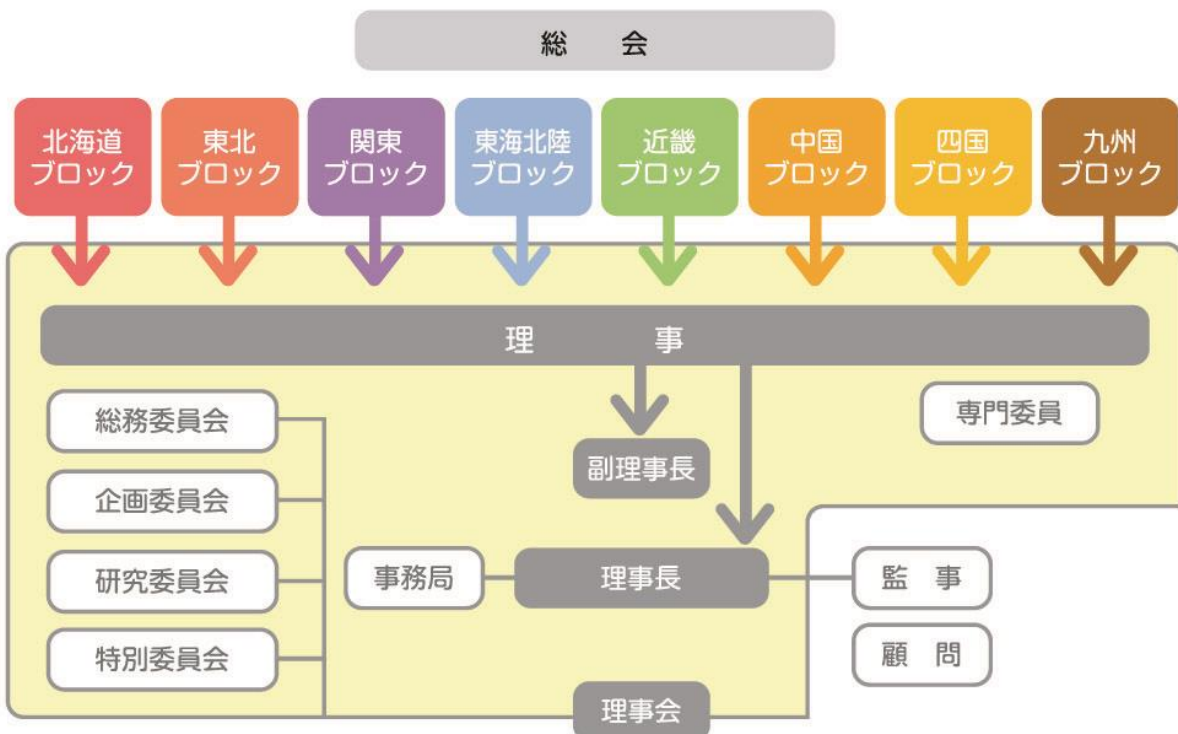 総　会
北海道
ブロック
東北
ブロック
関東
ブロック
東海北陸
ブロック
近畿
ブロック
中国
ブロック
四国
ブロック
九州
ブロック
理　事
総務委員会
専門委員
副理事長
企画委員会
研究委員会
事務局
理事長
監　事
特別委員会
顧　問
理事会